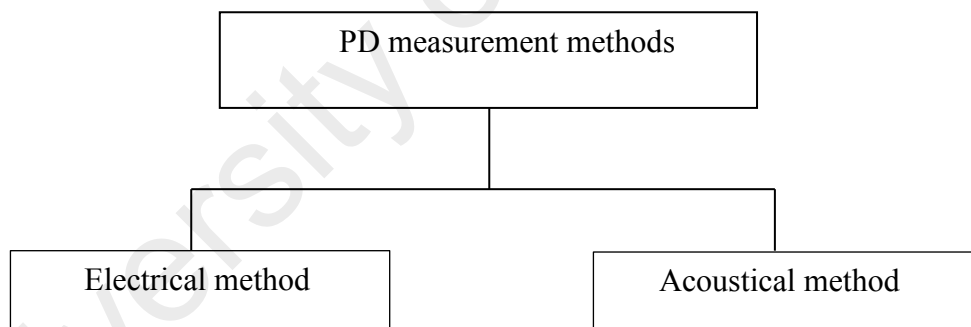 PD measurement methods
Electrical method
Acoustical method